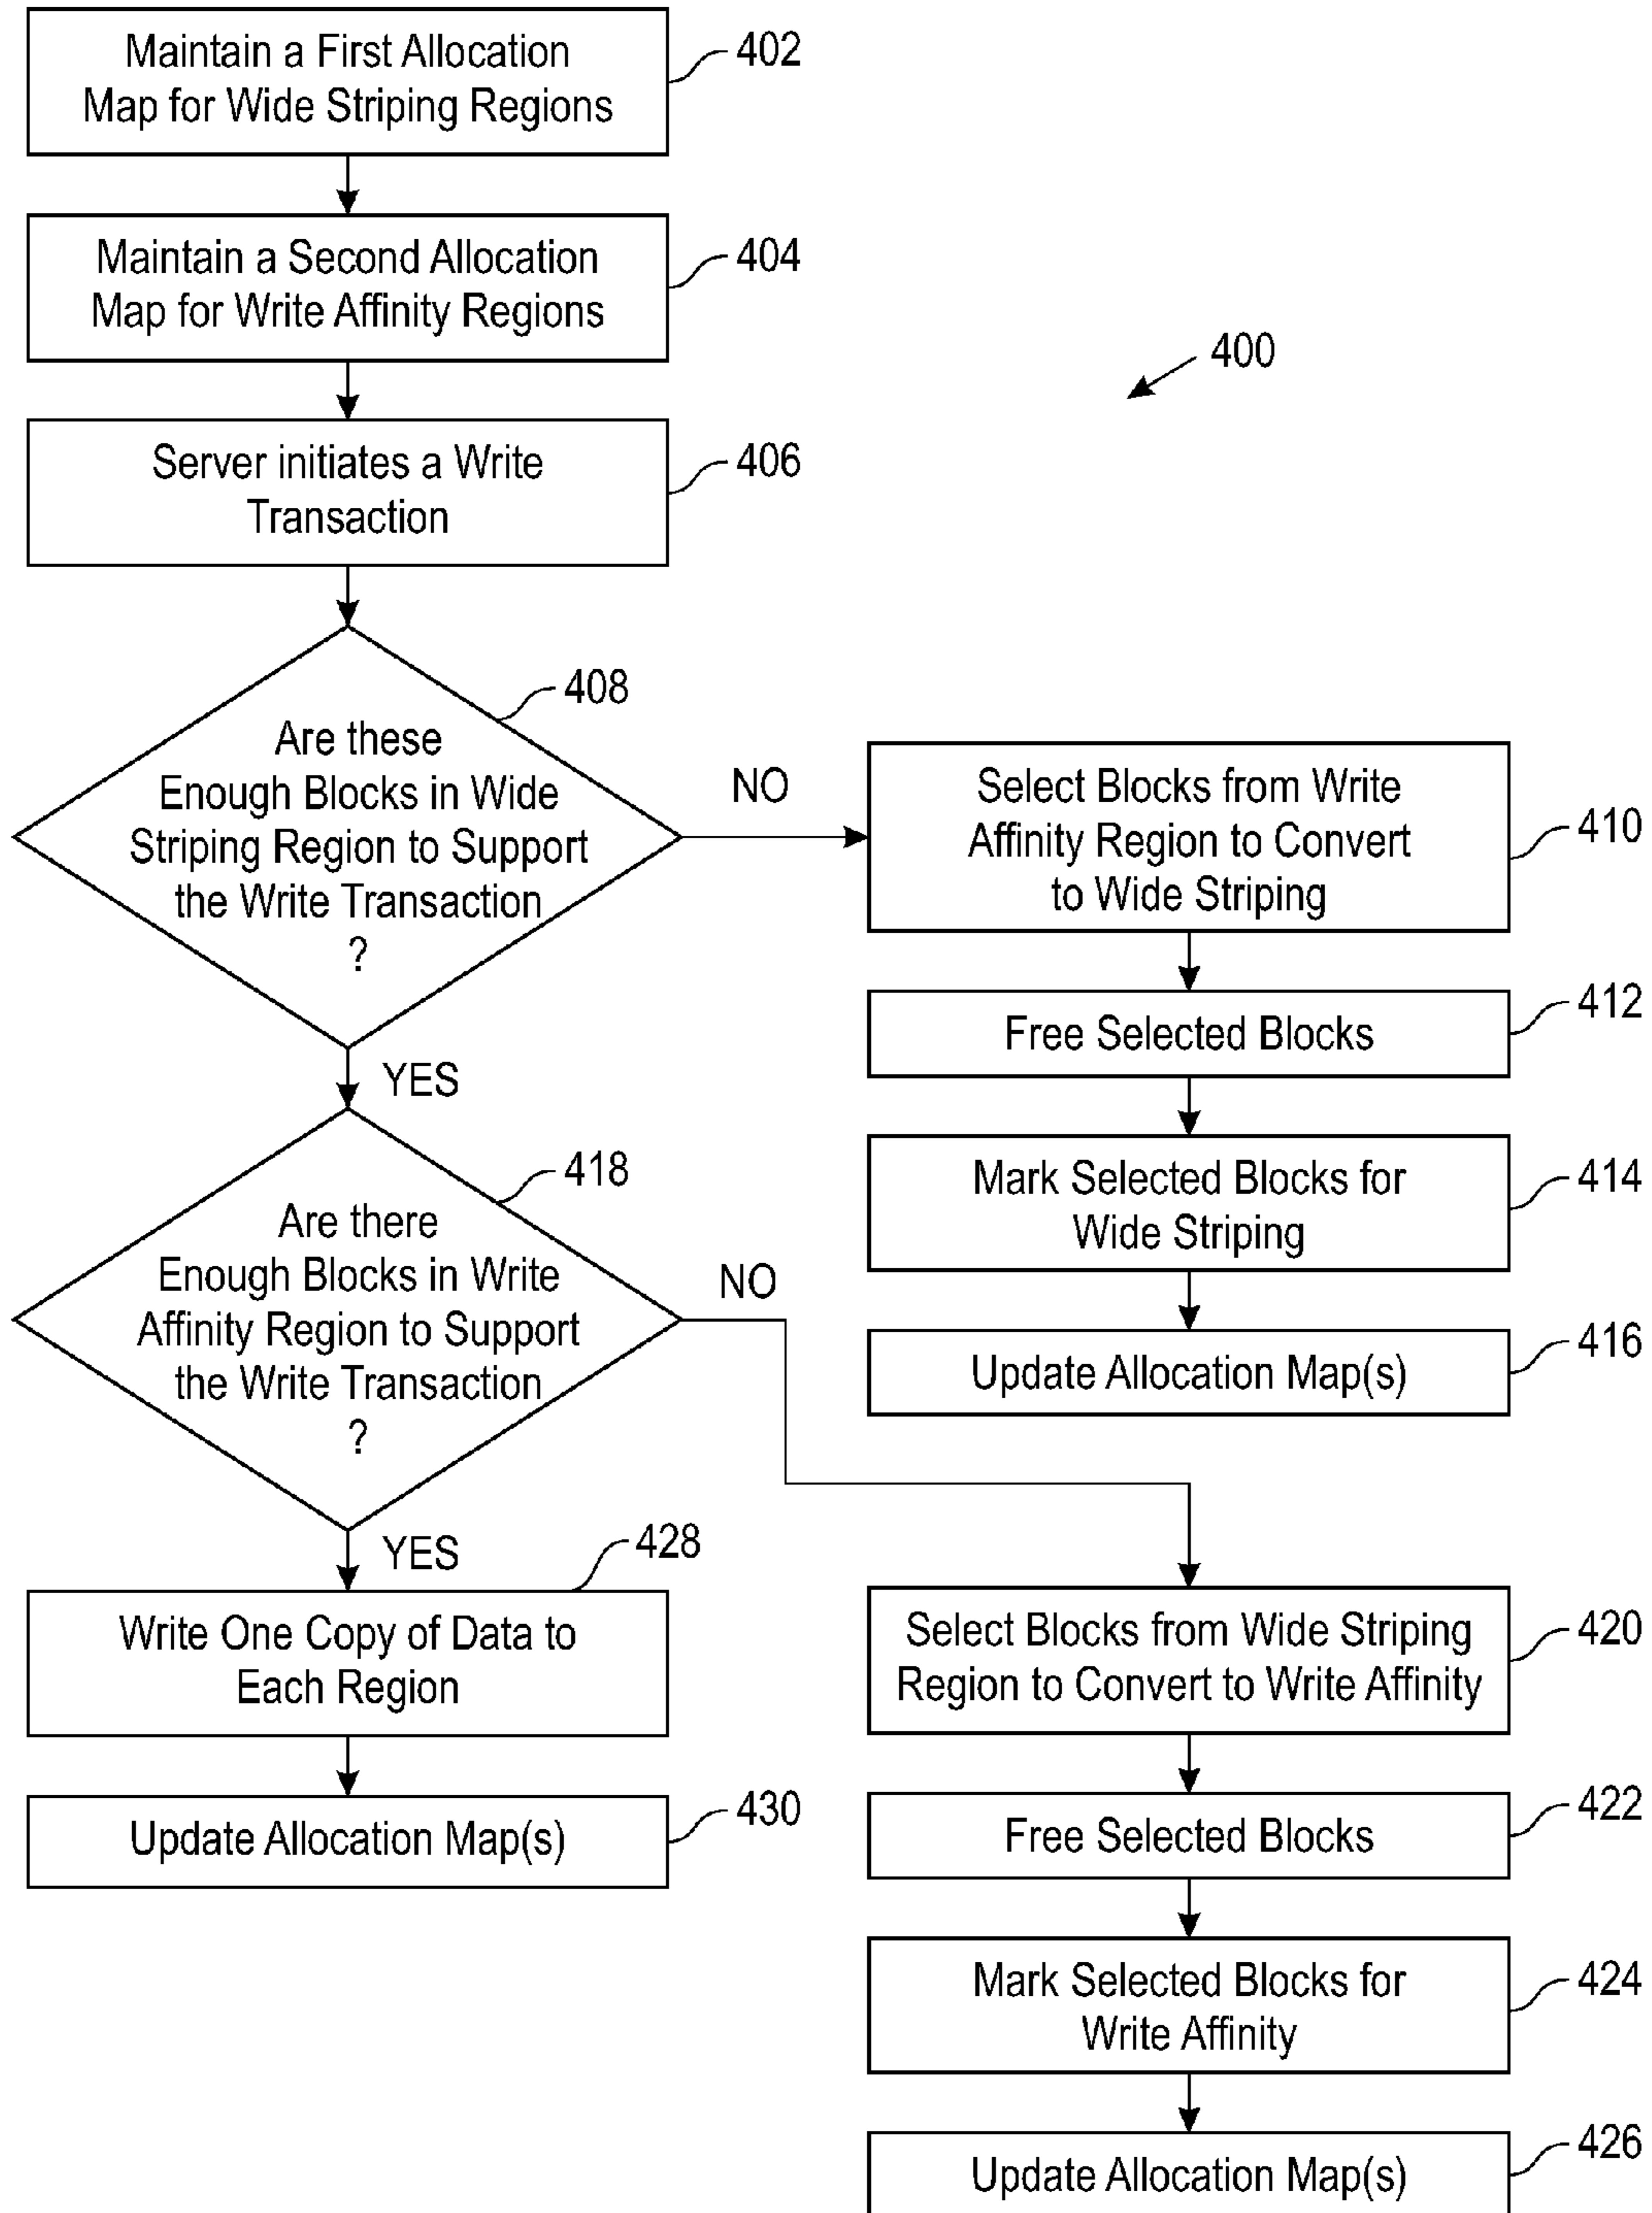 Maintain a First Allocation
Map for Wide Striping Regions
402
Maintain a Second Allocation
Map for Write Affinity Regions
404
400
Server initiates a Write
Transaction
406
408
Are these
Enough Blocks in Wide
Striping Region to Support
the Write Transaction
?
NO
YES
Select Blocks from Write
Affinity Region to Convert
to Wide Striping
410
Free Selected Blocks
412
Mark Selected Blocks for
Wide Striping
414
Update Allocation Map(s)
416
418
Are there
Enough Blocks in Write
Affinity Region to Support
the Write Transaction
?
NO
YES
428
Write One Copy of Data to
Each Region
Update Allocation Map(s)
430
Select Blocks from Wide Striping
Region to Convert to Write Affinity
420
Free Selected Blocks
422
Mark Selected Blocks for
Write Affinity
424
Update Allocation Map(s)
426